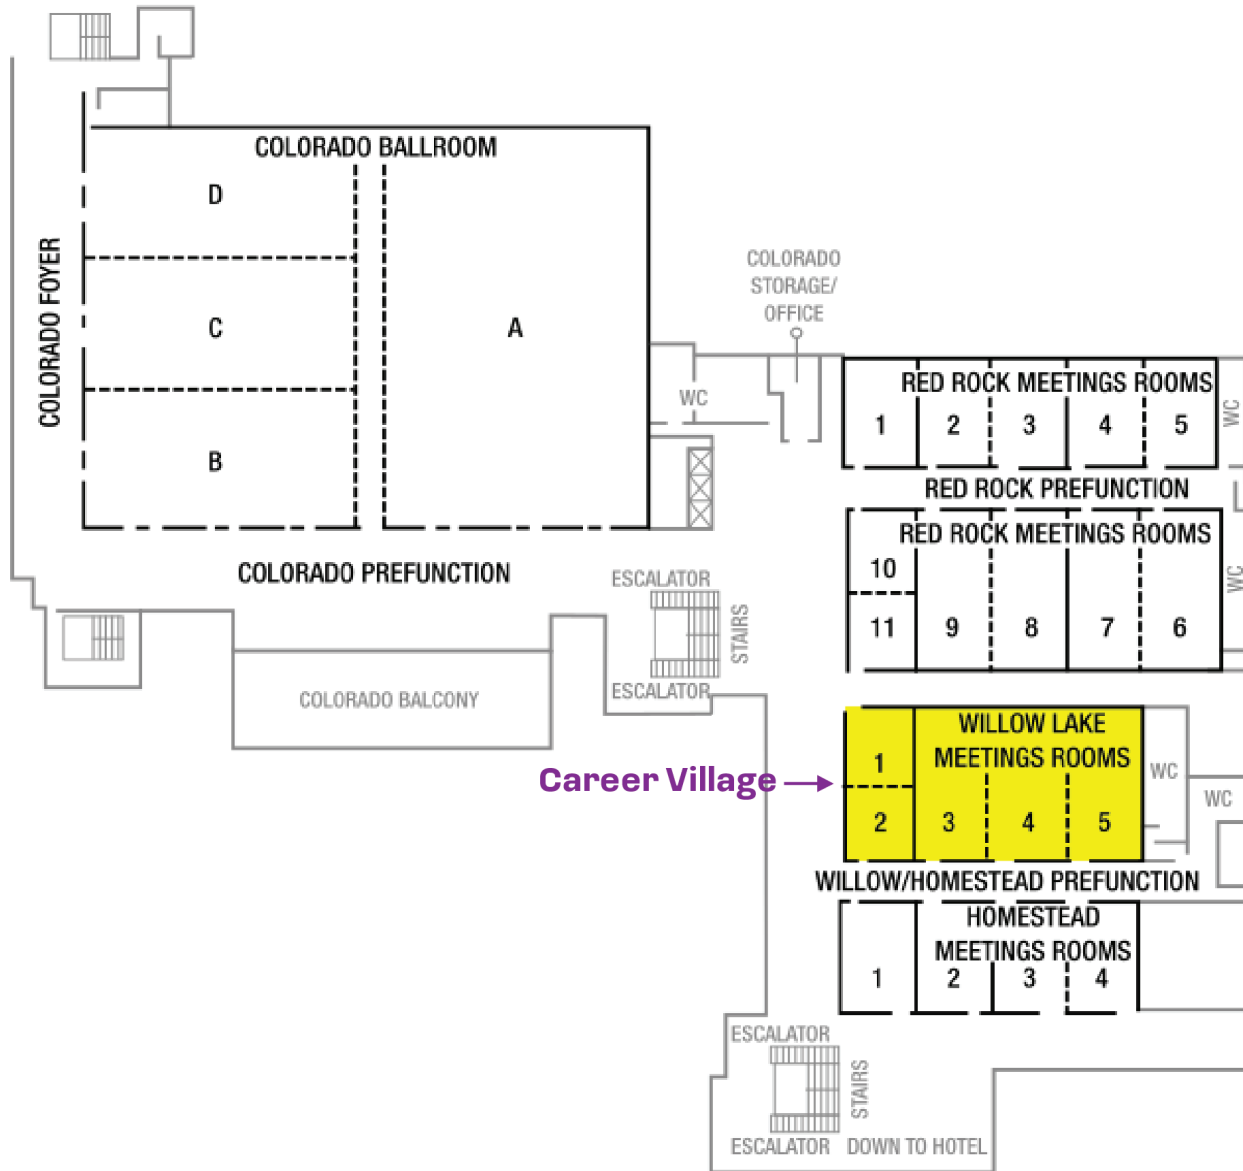 COLORADO BALLROOM
D
C
B
A
COLORADO FOYER
COLORADO PREFUNCTION
COLORADO BALCONY
COLORADO
STORAGE/
OFFICE
WC
ESCALATOR
STAIRS
ESCALATOR
RED ROCK MEETINGS ROOMS
1 2 3 4 5
WC
RED ROCK PREFUNCTION
RED ROCK MEETINGS ROOMS
10
11 9 8 7 6
WC
Career Village
WILLOW LAKE
MEETINGS ROOMS
1
2 3 4 5
WC
WC
WILLOW/HOMESTEAD PREFUNCTION
HOMESTEAD
MEETINGS ROOMS
1 2 3 4
ESCALATOR
STAIRS
ESCALATOR DOWN TO HOTEL